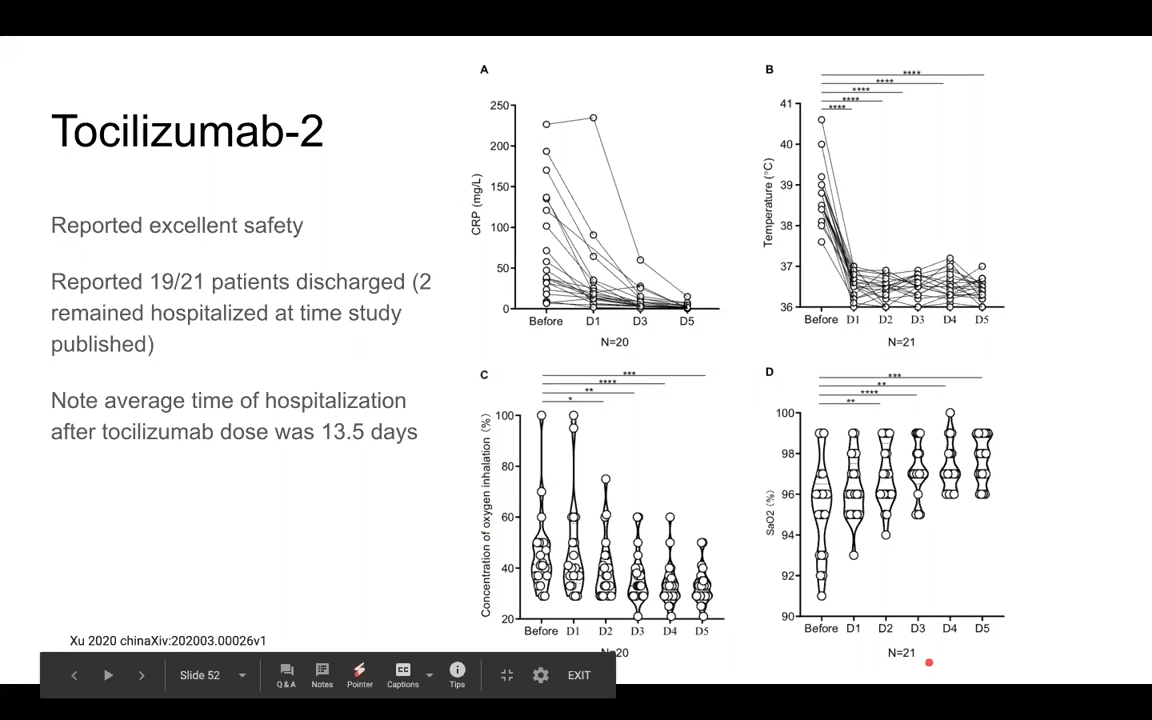 Tocilizumab-2
Reported excellent safety
Reported 19/21 patients discharged (2
remained hospitalized at time study
published)
Note average time of hospitalization
after tocilizumab dose was 13.5 days
Xu 2020 chinaXiv:202003.00026v1
A
250
200
150
100
50
0
CRP (mg/L)
Before D1 D3 D5
N=20
B
****
****
****
****
****
41
40
39
38
37
36
Temperature (°C)
Before D1 D2 D3 D4 D5
N=21
C
***
****
**
*
100
80
60
40
20
Concentration of oxygen inhalation (%)
Before D1 D2 D3 D4 D5
=20
D
***
**
****
**
100
98
96
94
92
90
SaO2 (%)
Before D1 D2 D3 D4 D5
N=21
Slide 52
Q & A
Notes
Pointer
CC
Captions
Tips
EXIT